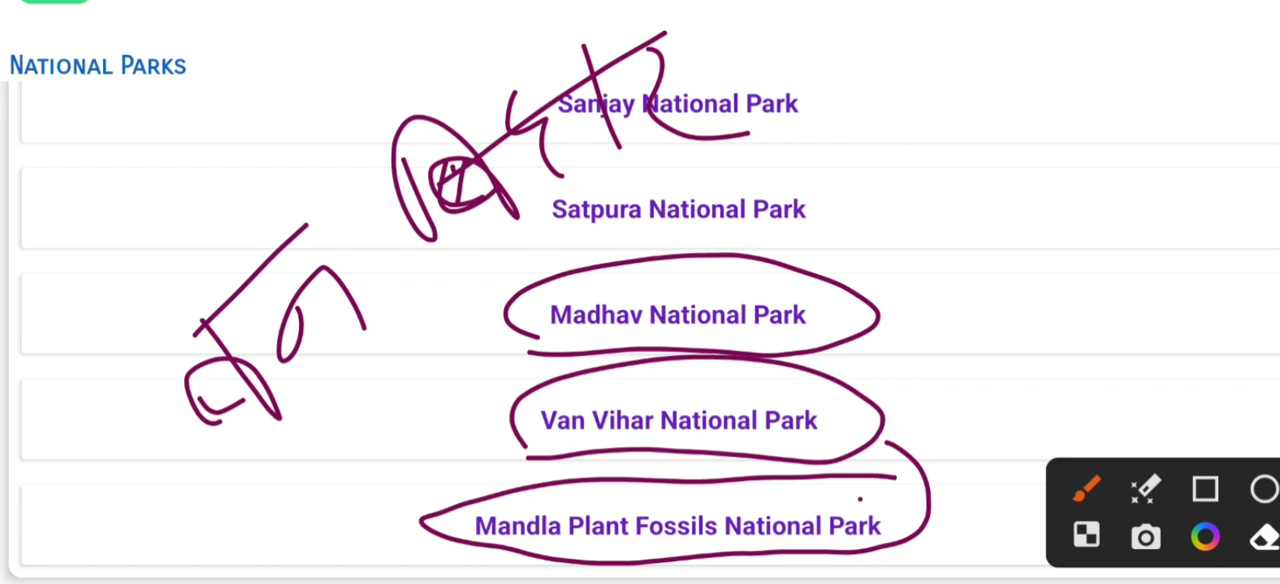 NATIONAL PARKS
Sanjay National Park
Satpura National Park
Madhav National Park
Van Vihar National Park
Mandla Plant Fossils National Park